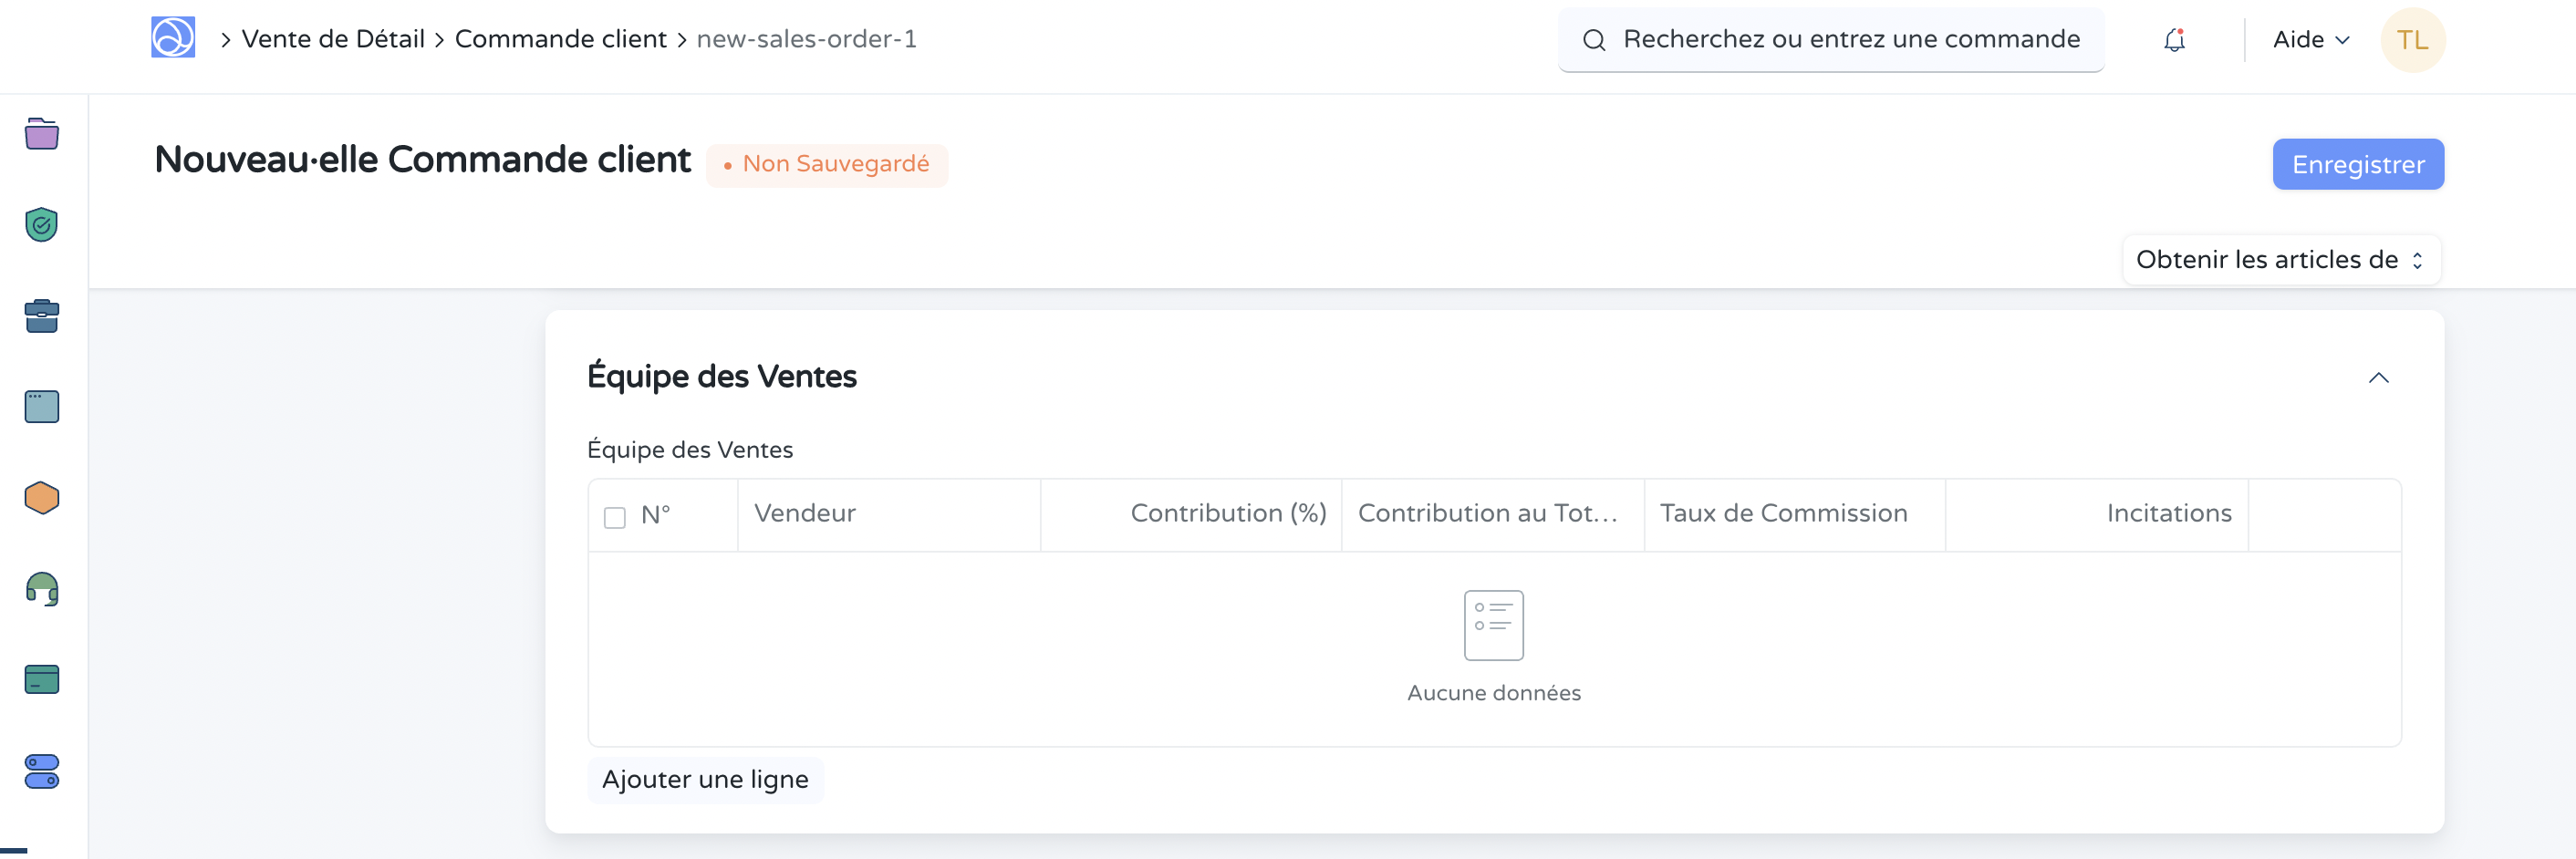 Vente de Détail > Commande client > new-sales-order-1
Recherchez ou entrez une commande
Aide
TL
Nouveau·elle Commande client
Non Sauvegardé
Enregistrer
Obtenir les articles de
Équipe des Ventes
Équipe des Ventes
N° Vendeur Contribution (%) Contribution au Tot... Taux de Commission Incitations
Aucune données
Ajouter une ligne